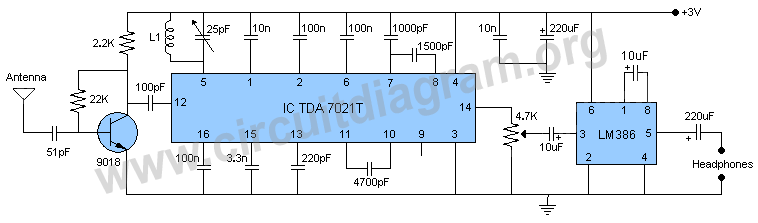 +3V
2.2K
L1
25pF
10n
100n
100n
1000pF
1500pF
10n
+
220uF
10uF
+
Antenna
22K
100pF
5
1
2
6
7
8
4
12
IC TDA 7021T
14
4.7K
6
1
8
3
LM386
5
220uF
+
51pF
9018
16
15
13
11
10
9
3
+
10uF
2
4
Headphones
100n
3.3n
220pF
4700pF
www.circuitdiagram.org